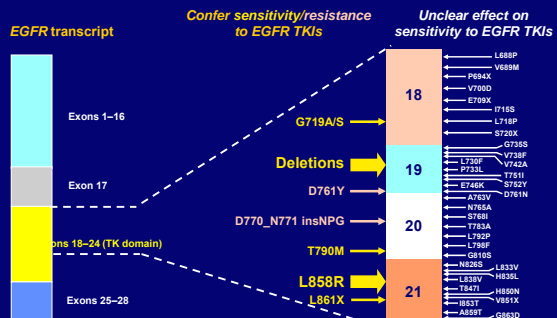 EGFR transcript
Confer sensitivity/resistance
to EGFR TKIs
Unclear effect on
sensitivity to EGFR TKIs
Exons 1–16
Exon 17
ons 18–24 (TK domain)
Exons 25–28
G719A/S
Deletions
D761Y
D770_N771 insNPG
T790M
L858R
L861X
18
19
20
21
L688P
V689M
P694X
V700D
E709X
I715S
L718P
S720X
G735S
V738F
L730F
V742A
P733L
T751I
S752Y
E746K
D761N
A763V
N765A
S768I
T783A
L792P
L798F
G810S
N826S
L833V
H835L
L838V
T847I
H850N
V851X
I853T
A859T
G863D